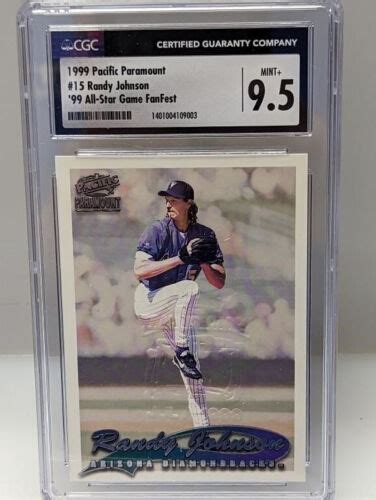 CGC
CERTIFIED GUARANTY COMPANY
1999 Pacific Paramount
#15 Randy Johnson
'99 All-Star Game FanFest
1401004109003
MINT+
9.5
PACIFIC
PARAMOUNT
Randy Johnson
ARIZONA DIAMONDBACKS